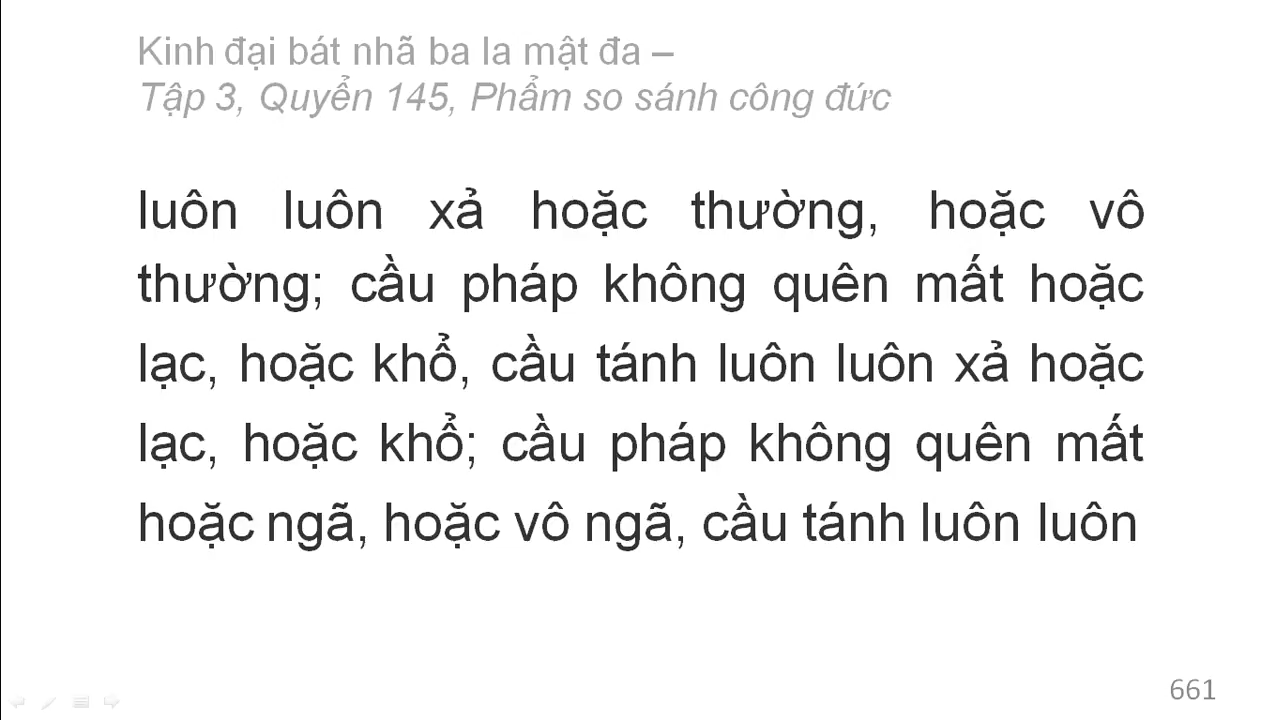 Kinh đại bát nhã ba la mật đa –
Tập 3, Quyển 145, Phẩm so sánh công đức
luôn luôn xả hoặc thường, hoặc vô
thường; cầu pháp không quên mất hoặc
lạc, hoặc khổ, cầu tánh luôn luôn xả hoặc
lạc, hoặc khổ; cầu pháp không quên mất
hoặc ngã, hoặc vô ngã, cầu tánh luôn luôn
661